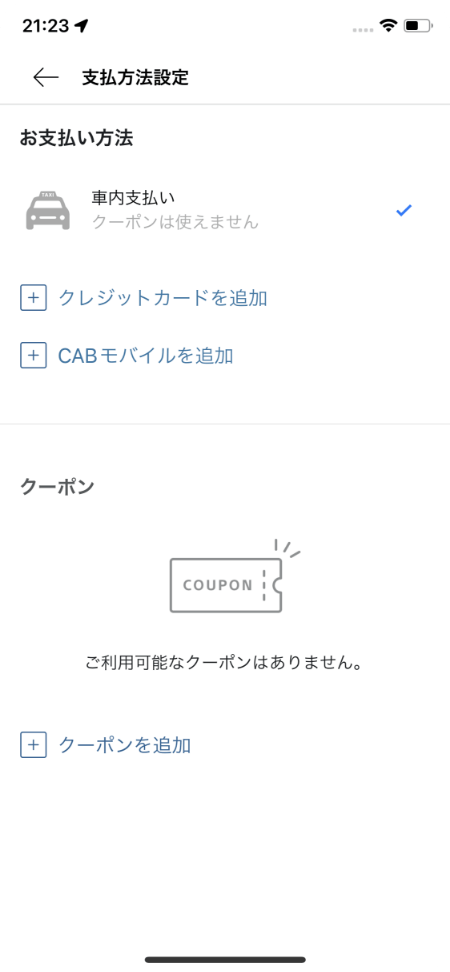 21:23
支払方法設定
お支払い方法
TAXI
車内支払い
クーポンは使えません
クレジットカードを追加
CABモバイルを追加
クーポン
COUPON
ご利用可能なクーポンはありません。
クーポンを追加